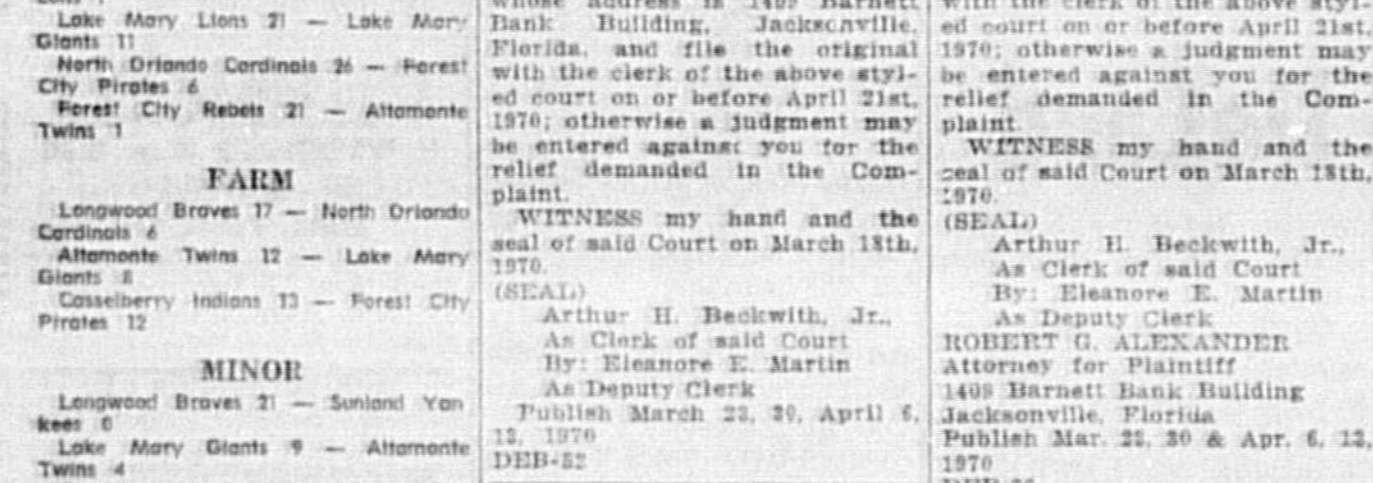 Lake Mary Lions 21 — Lake Mary
Giants 11
North Orlando Cardinals 26 — Forest
City Pirates 6
Forest City Rebels 21 — Altamonte
Twins 1
FARM
Longwood Braves 17 — North Orlando
Cardinals 6
Altamonte Twins 12 — Lake Mary
Giants 8
Casselberry Indians 13 — Forest City
Pirates 12
MINOR
Longwood Braves 21 — Sunland Yan
kees 0
Lake Mary Giants 9 — Altamonte
Twins 4
whose address is 1409 Barnett
Bank Building, Jacksonville,
Florida, and file the original
with the clerk of the above styl-
ed court on or before April 21st,
1970; otherwise a judgment may
be entered against you for the
relief demanded in the Com-
plaint.
WITNESS my hand and the
seal of said Court on March 18th,
1970.
(SEAL)
Arthur H. Beckwith, Jr.,
As Clerk of said Court
By: Eleanore E. Martin
As Deputy Clerk
Publish March 23, 30, April 6,
13, 1970
with the clerk of the above styl-
ed court on or before April 21st,
1970; otherwise a judgment may
be entered against you for the
relief demanded in the Com-
plaint.
WITNESS my hand and the
seal of said Court on March 18th,
1970.
(SEAL)
Arthur H. Beckwith, Jr.,
As Clerk of said Court
By: Eleanore E. Martin
As Deputy Clerk
ROBERT G. ALEXANDER
Attorney for Plaintiff
1409 Barnett Bank Building
Jacksonville, Florida
Publish Mar. 23, 30 & Apr. 6, 13,
1970